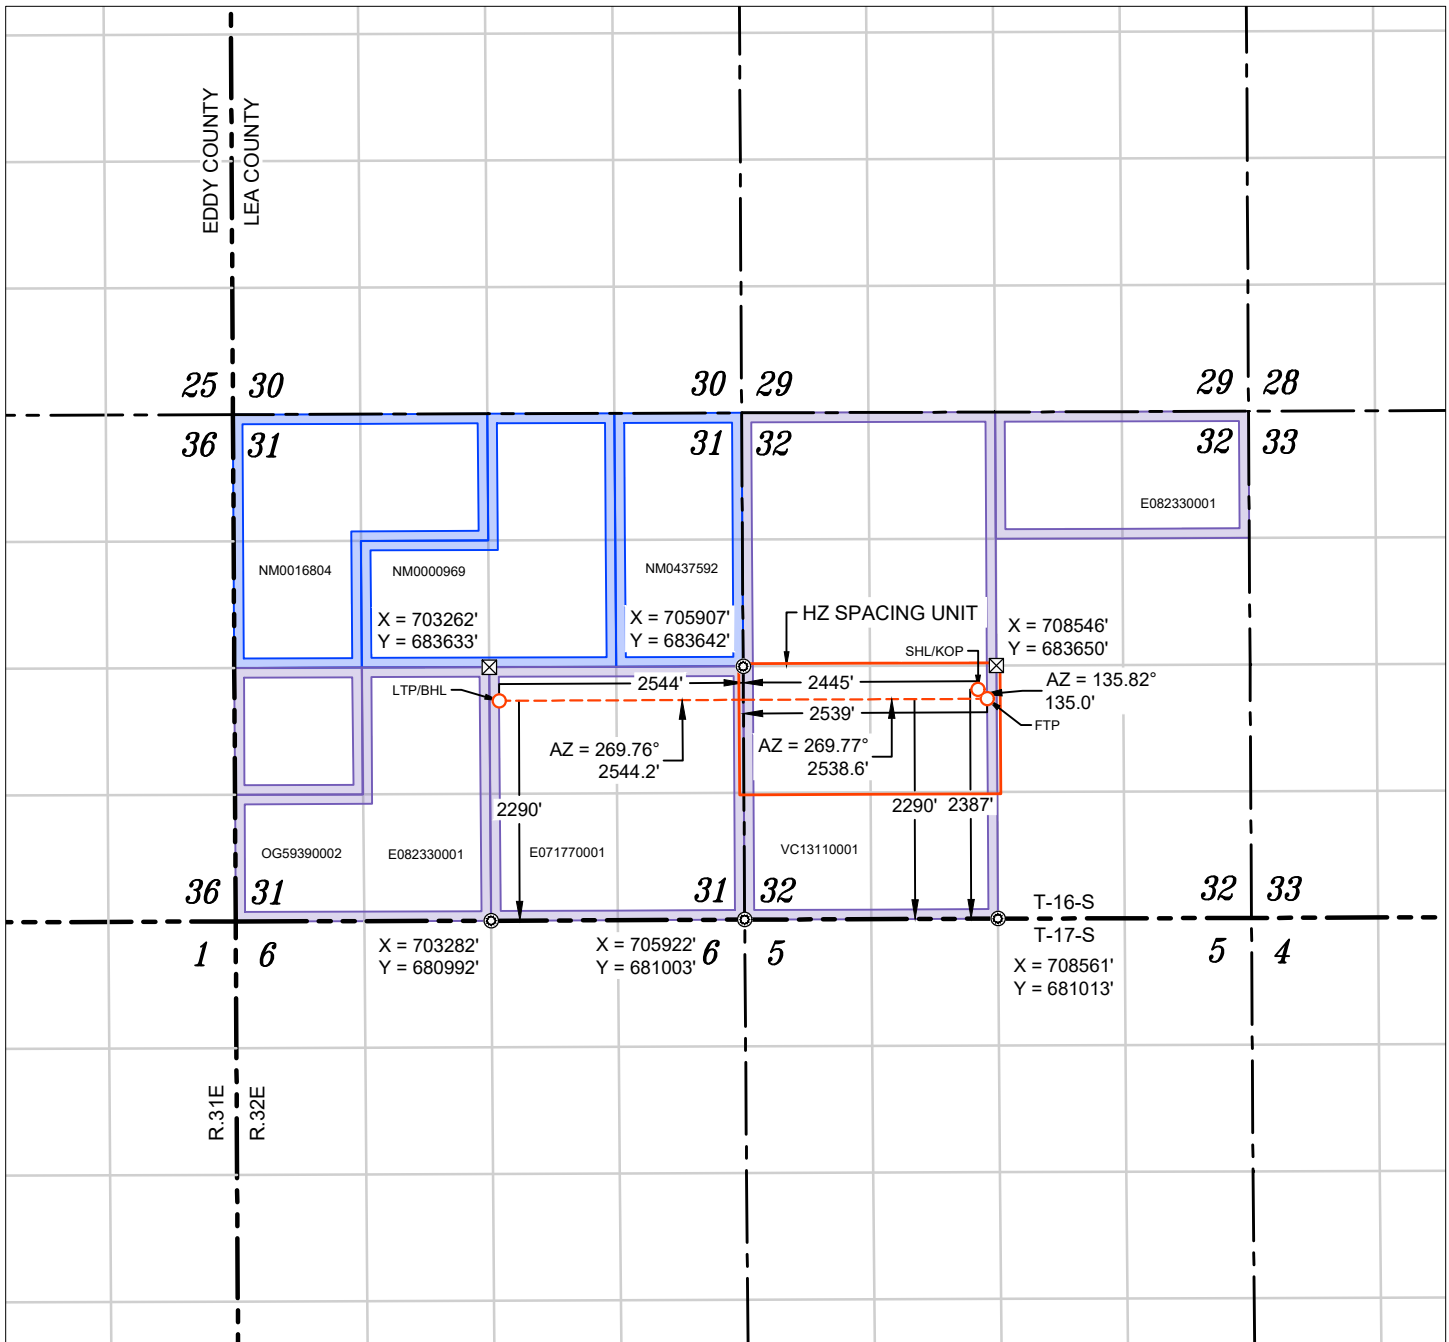 EDDY COUNTY
LEA COUNTY
25 30
30 29
29 28
36 31
31 32
32 33
E082330001
NM0016804
NM0000969
NM0437592
X = 703262'
Y = 683633'
X = 705907'
Y = 683642'
HZ SPACING UNIT
X = 708546'
Y = 683650'
SHL/KOP
LTP/BHL
2544'
2445'
AZ = 135.82°
135.0'
2539'
FTP
AZ = 269.76°
2544.2'
AZ = 269.77°
2538.6'
2290'
2290'
2387'
OG59390002
E082330001
E071770001
VC13110001
36 31
31 32
32 33
T-16-S
T-17-S
1 6
6 5
5 4
X = 703282'
Y = 680992'
X = 705922'
Y = 681003'
X = 708561'
Y = 681013'
R.31E
R.32E